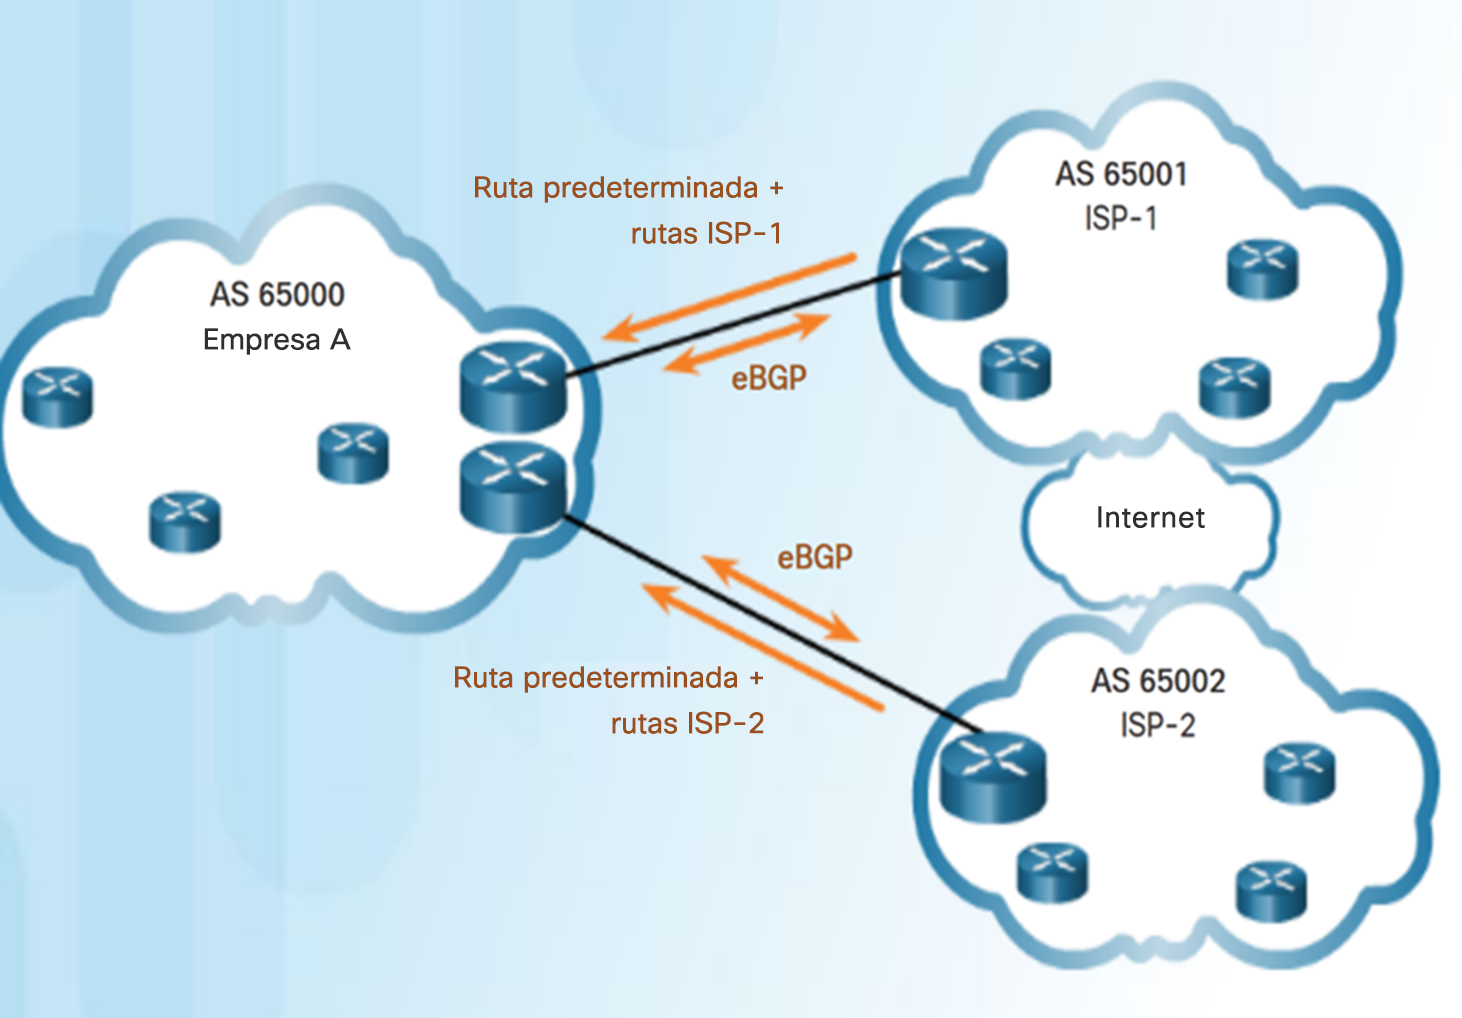 Ruta predeterminada +
rutas ISP-1
AS 65001
ISP-1
AS 65000
Empresa A
eBGP
Internet
eBGP
Ruta predeterminada +
rutas ISP-2
AS 65002
ISP-2